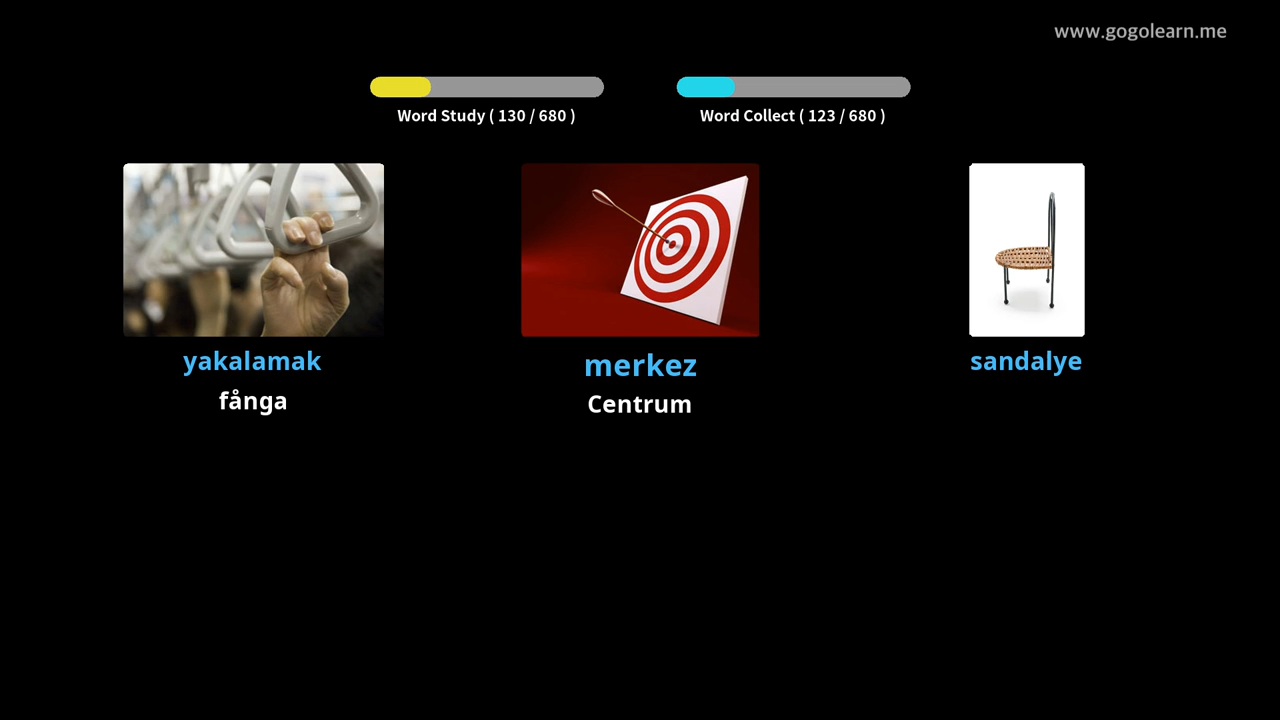 www.gogolearn.me
Word Study ( 130 / 680 )
Word Collect ( 123 / 680 )
yakalamak
fånga
merkez
Centrum
sandalye